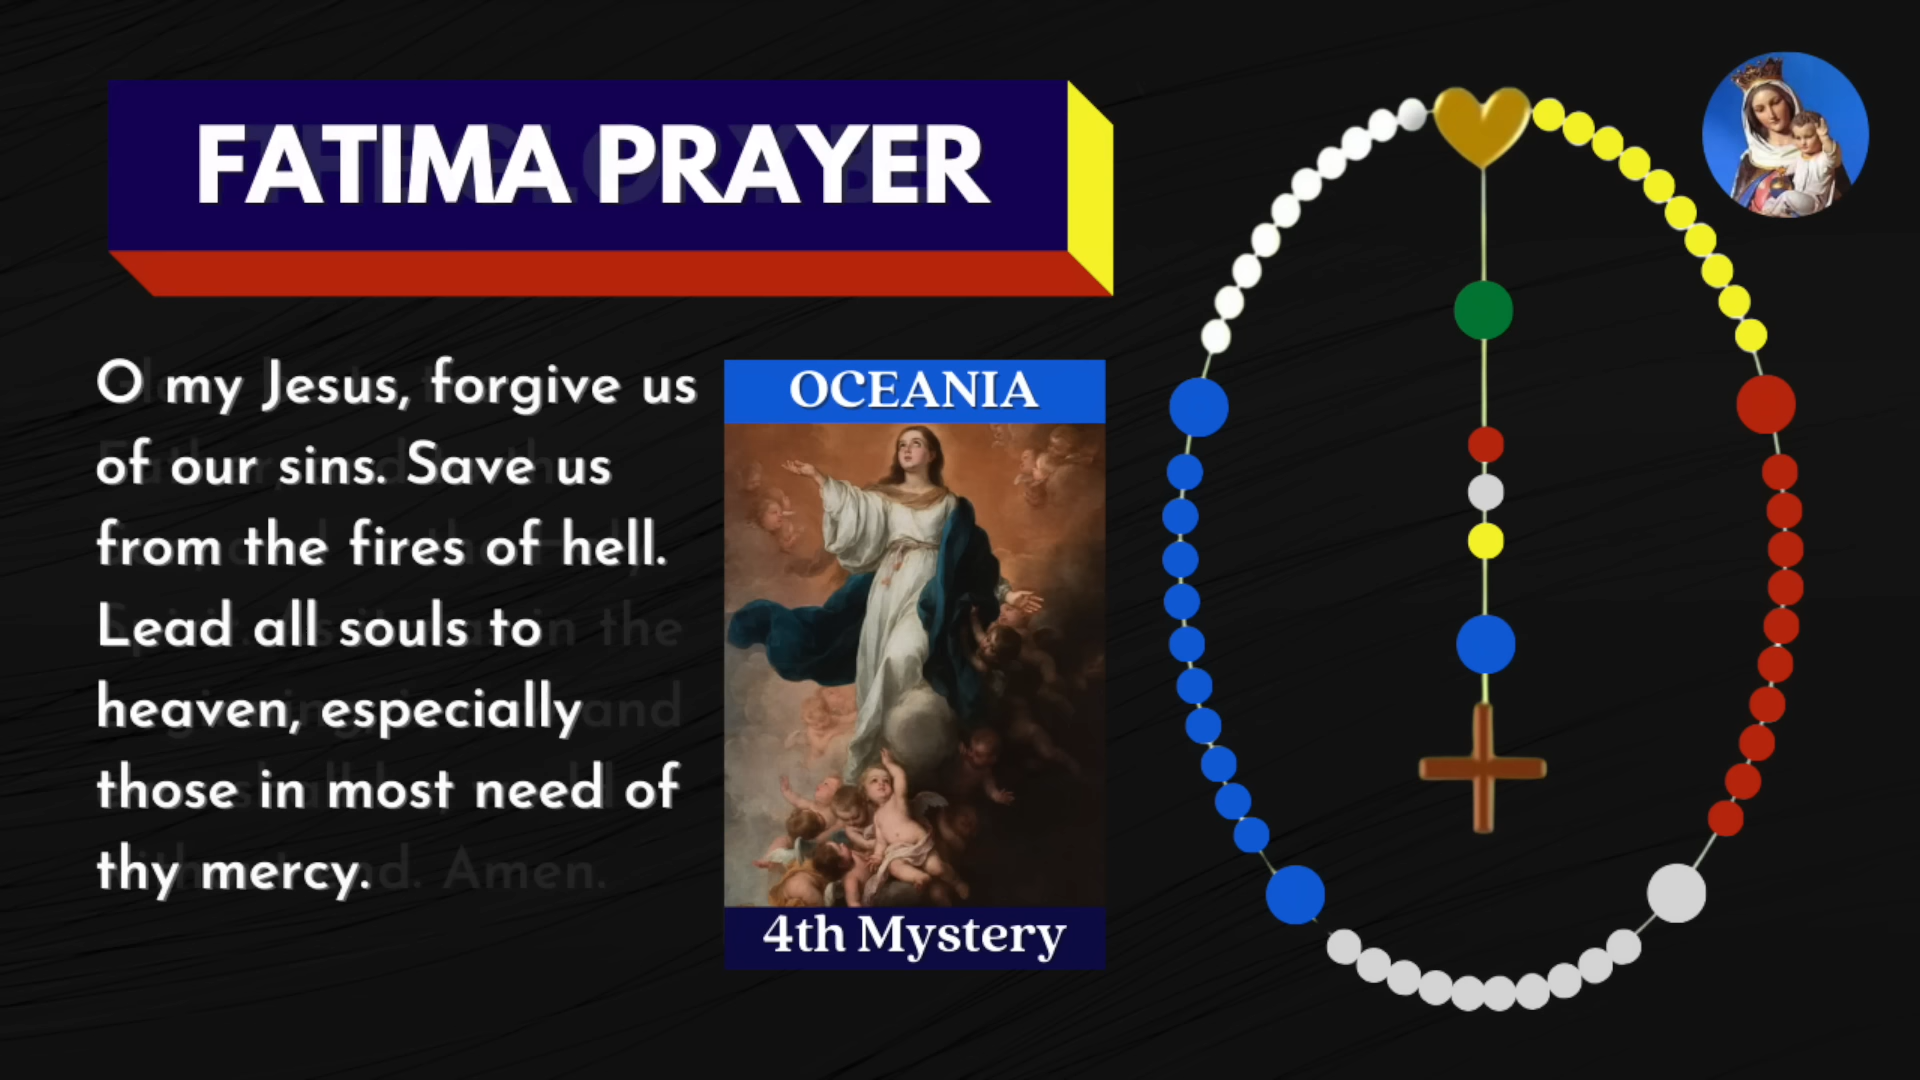 FATIMA PRAYER
O my Jesus, forgive us
of our sins. Save us
from the fires of hell.
Lead all souls to
heaven, especially
those in most need of
thy mercy.
OCEANIA
4th Mystery